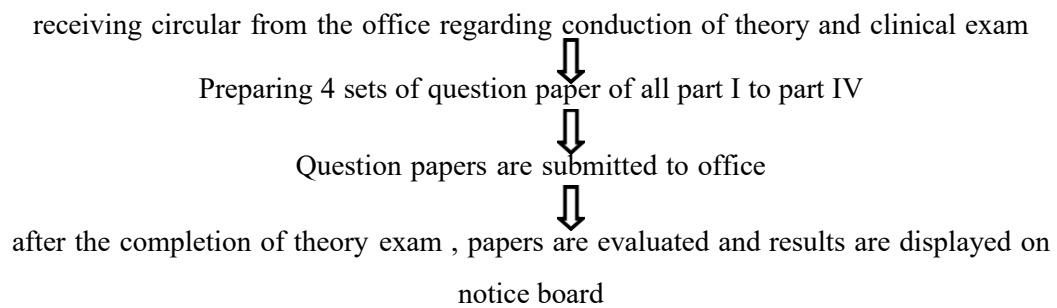 receiving circular from the office regarding conduction of theory and clinical exam
Preparing 4 sets of question paper of all part I to part IV
Question papers are submitted to office
after the completion of theory exam , papers are evaluated and results are displayed on
notice board